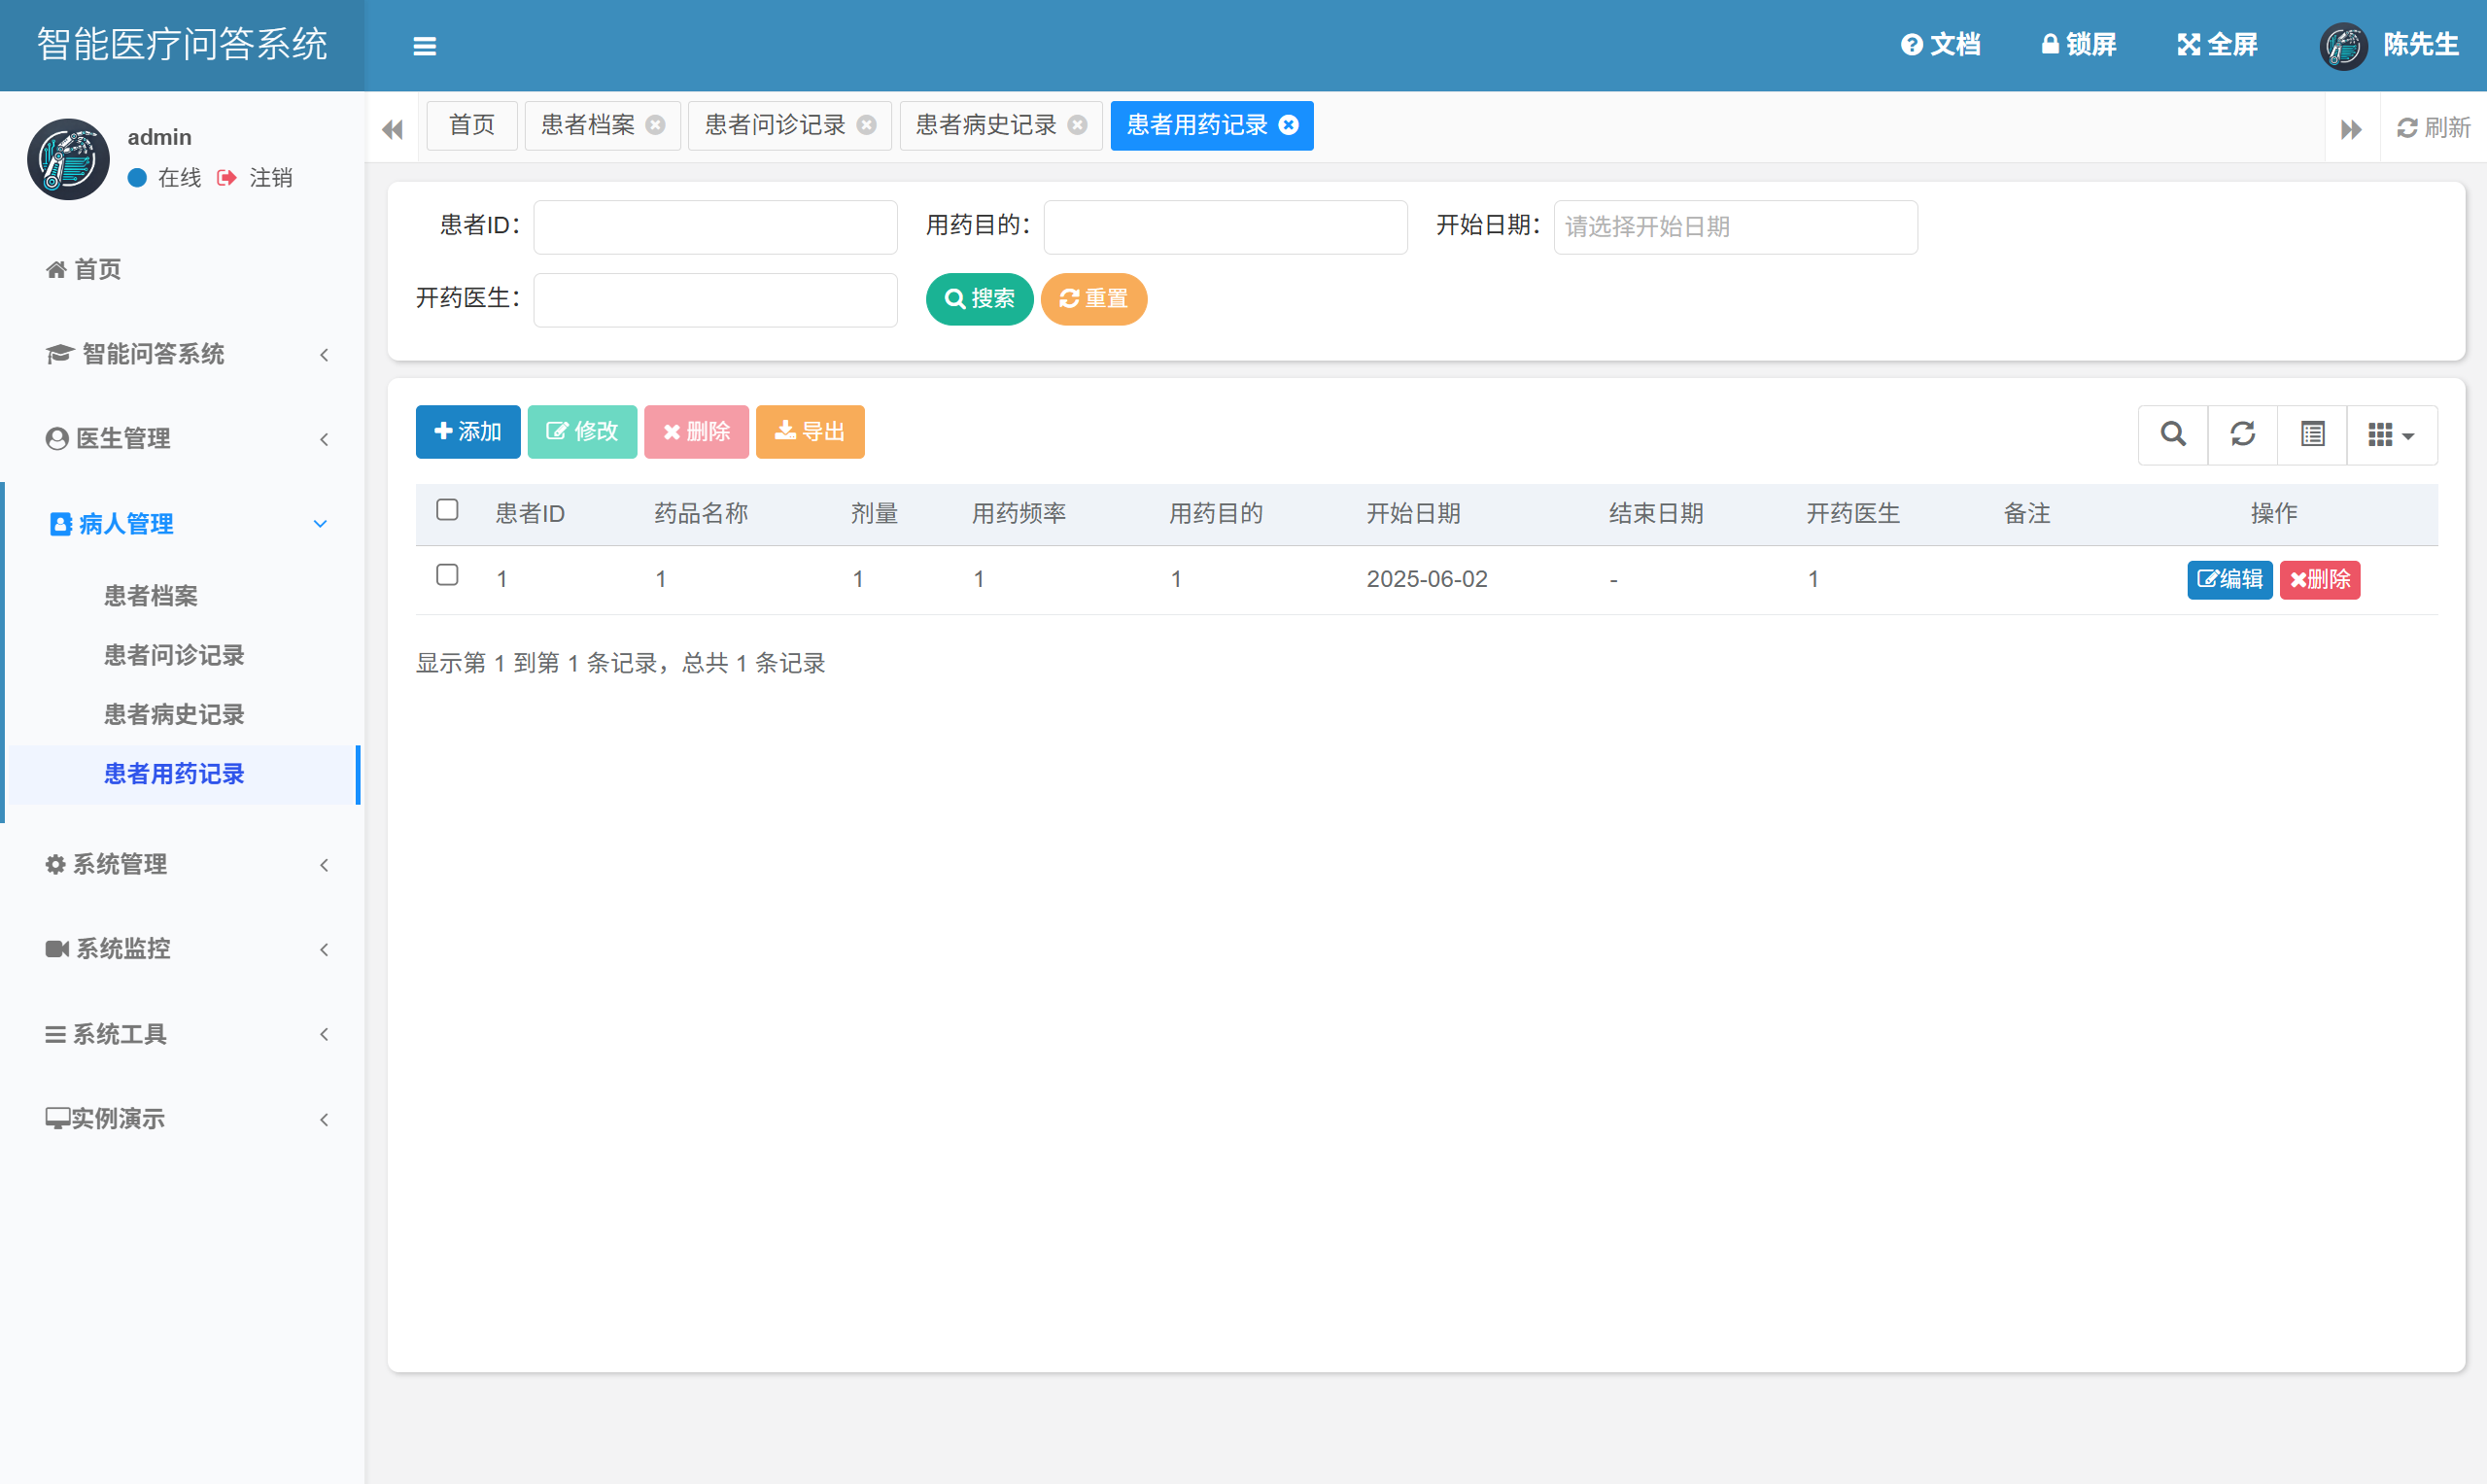 智能医疗问答系统
文档 锁屏 全屏 陈先生
admin
在线 注销
首页 患者档案 患者问诊记录 患者病史记录 患者用药记录 刷新
首页
智能问答系统
医生管理
病人管理
患者档案
患者问诊记录
患者病史记录
患者用药记录
系统管理
系统监控
系统工具
实例演示
患者ID： 用药目的： 开始日期： 请选择开始日期
开药医生： 搜索 重置
添加 修改 删除 导出
患者ID 药品名称 剂量 用药频率 用药目的 开始日期 结束日期 开药医生 备注 操作
1 1 1 1 1 2025-06-02 - 1 编辑 删除
显示第 1 到第 1 条记录，总共 1 条记录